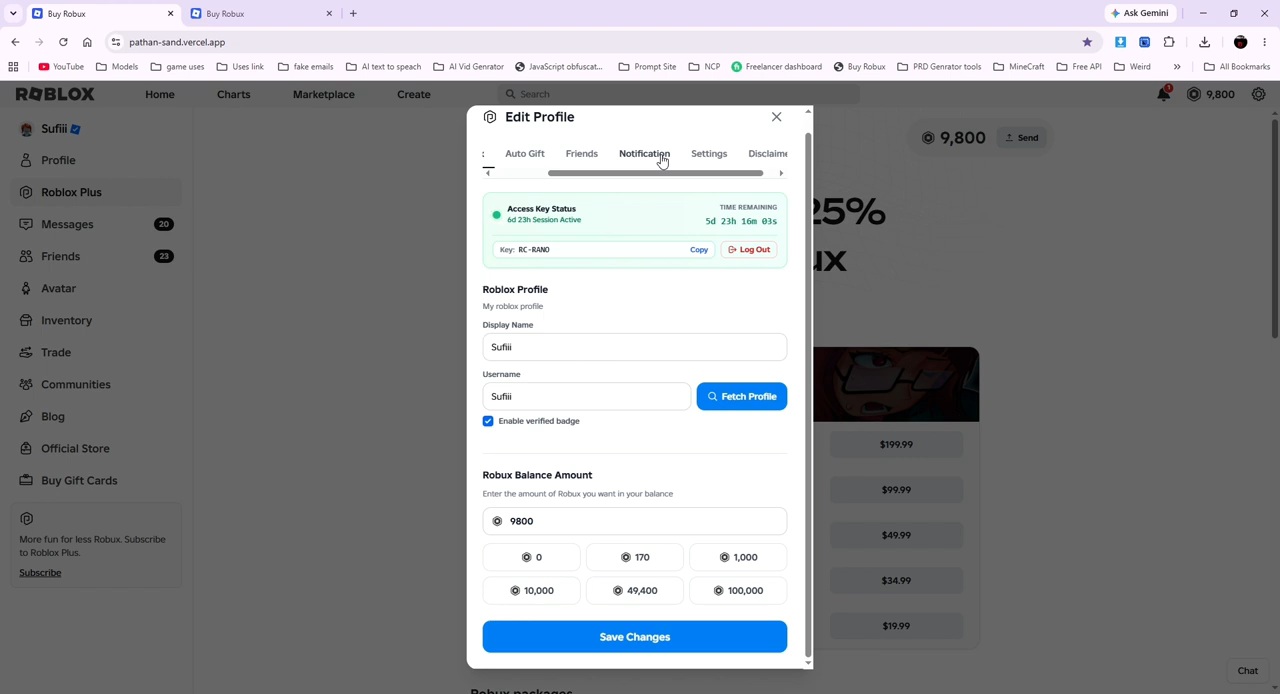 Buy Robux
Buy Robux
Ask Gemini
pathan-sand.vercel.app
YouTube
Models
game uses
Uses link
fake emails
AI text to speach
AI Vid Genrator
JavaScript obfuscat...
Prompt Site
NCP
Freelancer dashboard
Buy Robux
PRD Genrator tools
MineCraft
Free API
Weird
All Bookmarks
ROBLOX
Home
Charts
Marketplace
Create
Search
1
9,800
Sufiii
Profile
Roblox Plus
Messages 20
Friends 23
Avatar
Inventory
Trade
Communities
Blog
Official Store
Buy Gift Cards
More fun for less Robux. Subscribe
to Roblox Plus.
Subscribe
9,800 Send
25%
ux
Edit Profile
Auto Gift
Friends
Notification
Settings
Disclaime
Access Key Status
6d 23h Session Active
TIME REMAINING
5d 23h 16m 03s
Key: RC-RANO
Copy
Log Out
Roblox Profile
My roblox profile
Display Name
Sufiii
Username
Sufiii
Fetch Profile
Enable verified badge
Robux Balance Amount
Enter the amount of Robux you want in your balance
9800
0
170
1,000
10,000
49,400
100,000
Save Changes
$199.99
$99.99
$49.99
$34.99
$19.99
Robux packages
Chat